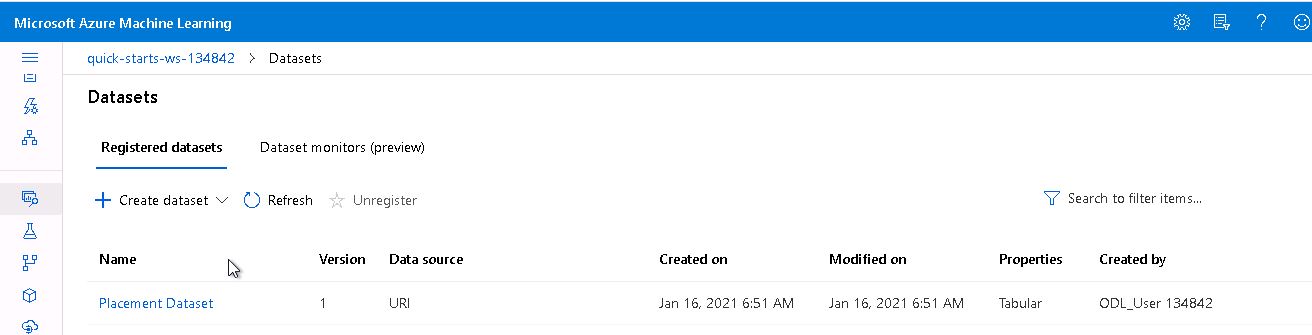 Microsoft Azure Machine Learning
quick-starts-ws-134842 > Datasets
Datasets
Registered datasets Dataset monitors (preview)
Create dataset Refresh Unregister Search to filter items...
Name Version Data source Created on Modified on Properties Created by
Placement Dataset 1 URI Jan 16, 2021 6:51 AM Jan 16, 2021 6:51 AM Tabular ODL_User 134842